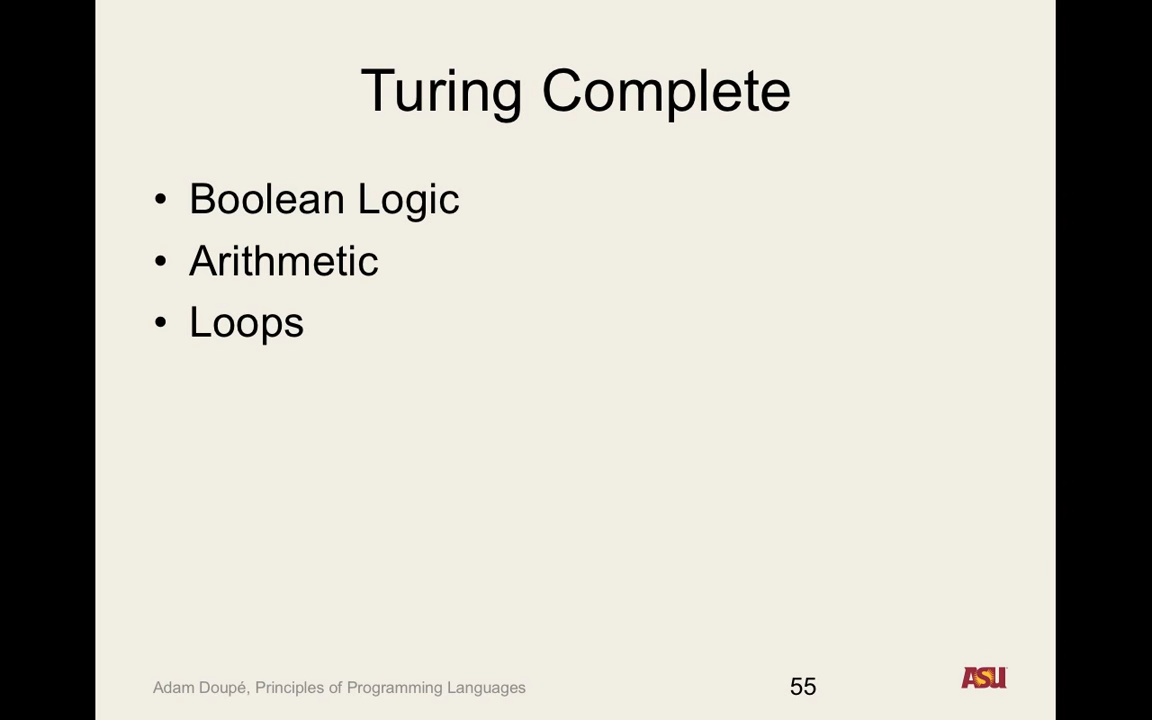 Turing Complete
• Boolean Logic
• Arithmetic
• Loops
Adam Doupé, Principles of Programming Languages
55
ASU